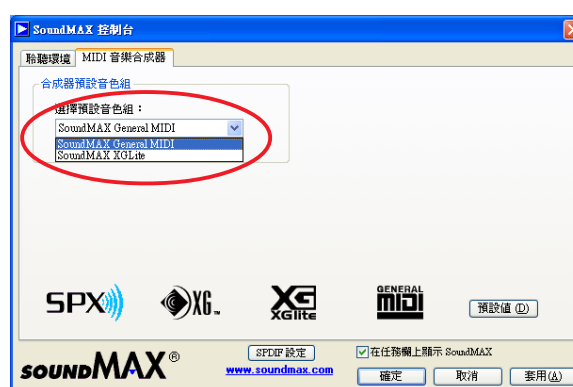 SoundMAX 控制台
聆聽環境 MIDI 音樂合成器
合成器預設音色組
選擇預設音色組：
SoundMAX General MIDI
SoundMAX General MIDI
SoundMAX XGLite
SPX XG™ XG XGlite GENERAL MIDI 預設值 (D)
SPDIF 設定 在任務欄上顯示 SoundMAX
SOUNDMAX® www.soundmax.com 確定 取消 套用(A)